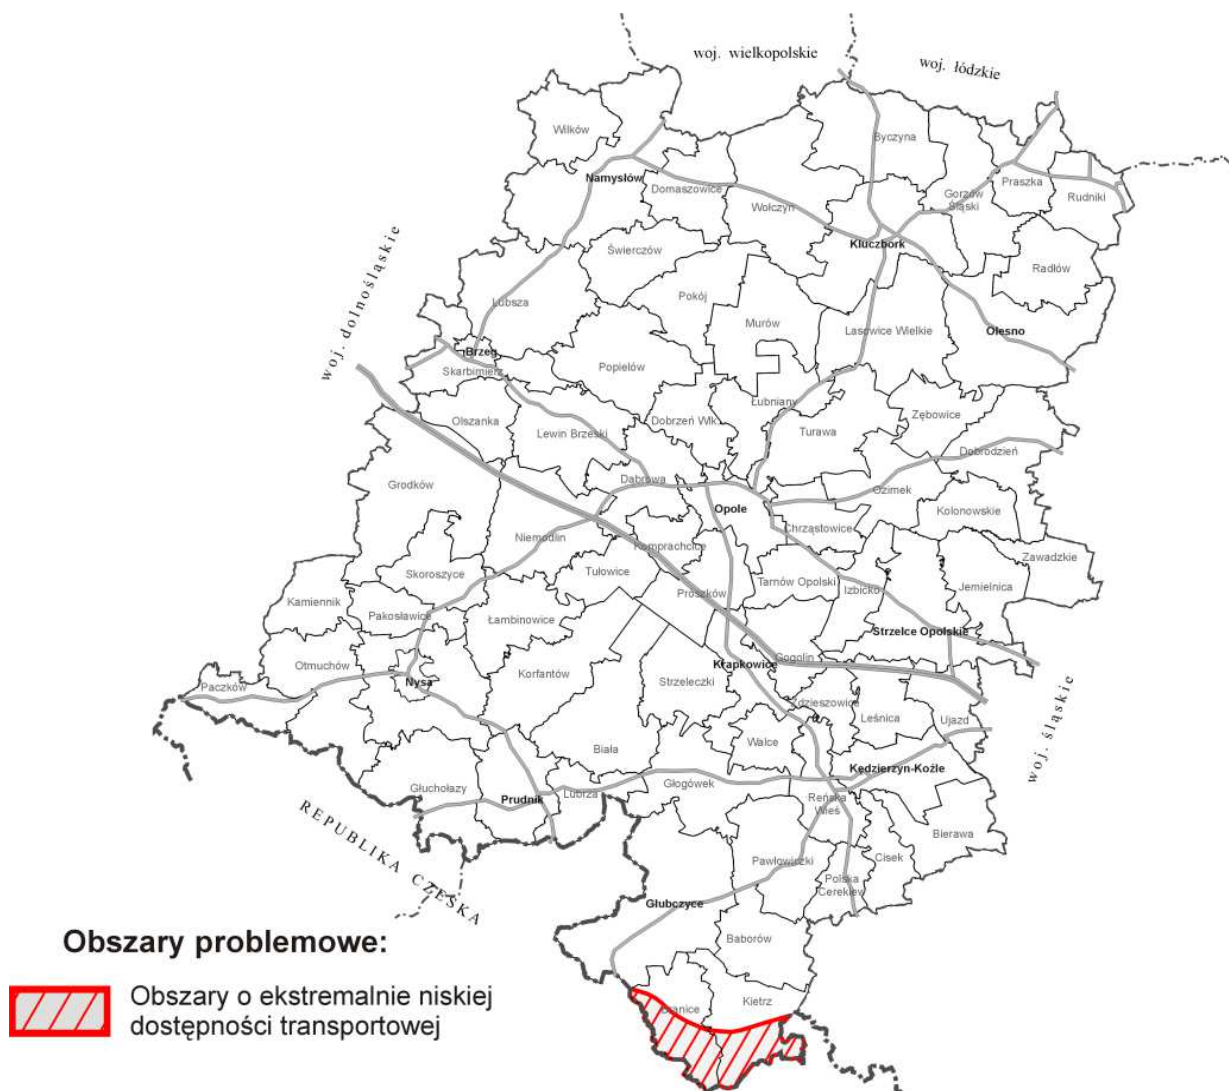 woj. wielkopolskie
woj. łódzkie
Wilków
Byczyna
Namysłów
Domaszowice
Praszka
Gorzów
Śląski
Rudniki
Wołczyn
Kluczbork
woj. dolnośląskie
Świerczów
Radłów
Pokój
Lubsza
Murów
Lasowice Wielkie
Olesno
Brzeg
Skarbimierz
Popielów
Łubniany
Zębowice
Olszanka
Lewin Brzeski
Dobrzeń Wlk.
Turawa
Dobrodzień
Grodków
Dąbrowa
Ozimek
Opole
Kolonowskie
Chrząstowice
Niemodlin
Komprachcice
Zawadzkie
Skoroszyce
Tułowice
Tarnów Opolski
Izbicko
Jemielnica
Kamiennik
Pakosławice
Łambinowice
Prószków
Strzelce Opolskie
Otmuchów
Gogolin
Krapkowice
Paczków
Nysa
Korfantów
Strzeleczki
Zdzieszowice
Leśnica
Ujazd
woj. śląskie
Biała
Walce
Kędzierzyn-Koźle
Głuchołazy
Prudnik
Lubrza
Głogówek
Reńska
Wieś
REPUBLIKA CZESKA
Bierawa
Pawłowiczki
Cisek
Polska
Cerekiew
Głubczyce
Baborów
Kietrz
Branice
Obszary problemowe:
Obszary o ekstremalnie niskiej
dostępności transportowej